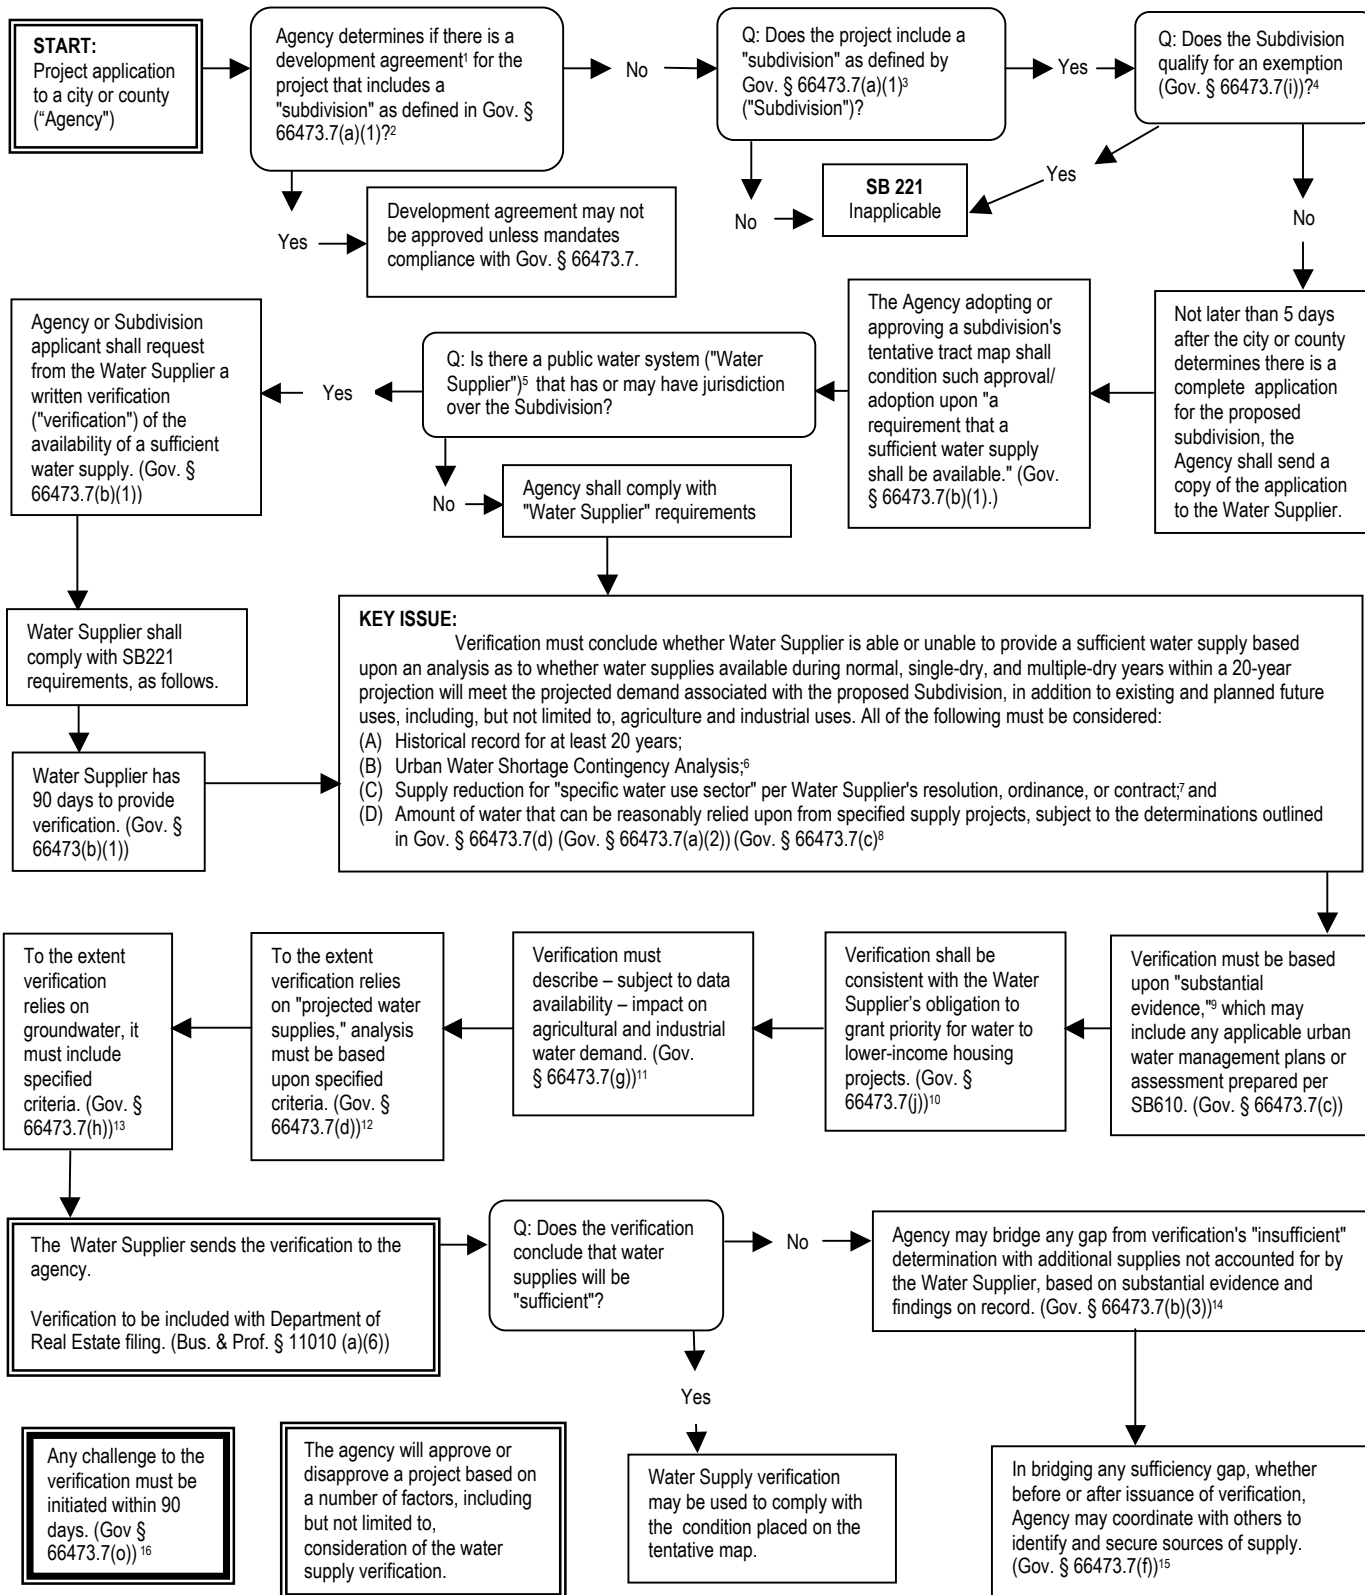 START:
Project application
to a city or county
(“Agency")
Agency determines if there is a
development agreement¹ for the
project that includes a
"subdivision" as defined in Gov. §
66473.7(a)(1)?²
No
Q: Does the project include a
"subdivision" as defined by
Gov. § 66473.7(a)(1)³
("Subdivision")?
Yes
Q: Does the Subdivision
qualify for an exemption
(Gov. § 66473.7(i))?⁴
Yes
Development agreement may not
be approved unless mandates
compliance with Gov. § 66473.7.
No
SB 221
Inapplicable
Yes
No
Agency or Subdivision
applicant shall request
from the Water Supplier a
written verification
("verification") of the
availability of a sufficient
water supply. (Gov. §
66473.7(b)(1))
Yes
Q: Is there a public water system ("Water
Supplier")⁵ that has or may have jurisdiction
over the Subdivision?
The Agency adopting or
approving a subdivision's
tentative tract map shall
condition such approval/
adoption upon "a
requirement that a
sufficient water supply
shall be available." (Gov.
§ 66473.7(b)(1).)
Not later than 5 days
after the city or county
determines there is a
complete application
for the proposed
subdivision, the
Agency shall send a
copy of the application
to the Water Supplier.
No
Agency shall comply with
"Water Supplier" requirements
Water Supplier shall
comply with SB221
requirements, as follows.
Water Supplier has
90 days to provide
verification. (Gov. §
66473(b)(1))
KEY ISSUE:
Verification must conclude whether Water Supplier is able or unable to provide a sufficient water supply based
upon an analysis as to whether water supplies available during normal, single-dry, and multiple-dry years within a 20-year
projection will meet the projected demand associated with the proposed Subdivision, in addition to existing and planned future
uses, including, but not limited to, agriculture and industrial uses. All of the following must be considered:
(A) Historical record for at least 20 years;
(B) Urban Water Shortage Contingency Analysis;⁶
(C) Supply reduction for "specific water use sector" per Water Supplier's resolution, ordinance, or contract;⁷ and
(D) Amount of water that can be reasonably relied upon from specified supply projects, subject to the determinations outlined
in Gov. § 66473.7(d) (Gov. § 66473.7(a)(2)) (Gov. § 66473.7(c)⁸
To the extent
verification
relies on
groundwater, it
must include
specified
criteria. (Gov. §
66473.7(h))¹³
To the extent
verification relies
on "projected water
supplies," analysis
must be based
upon specified
criteria. (Gov. §
66473.7(d))¹²
Verification must
describe – subject to data
availability – impact on
agricultural and industrial
water demand. (Gov.
§ 66473.7(g))¹¹
Verification shall be
consistent with the Water
Supplier’s obligation to
grant priority for water to
lower-income housing
projects. (Gov. §
66473.7(j))¹⁰
Verification must be based
upon "substantial
evidence,"⁹ which may
include any applicable urban
water management plans or
assessment prepared per
SB610. (Gov. § 66473.7(c))
The Water Supplier sends the verification to the
agency.
Verification to be included with Department of
Real Estate filing. (Bus. & Prof. § 11010 (a)(6))
Q: Does the verification
conclude that water
supplies will be
"sufficient"?
No
Agency may bridge any gap from verification's "insufficient"
determination with additional supplies not accounted for by
the Water Supplier, based on substantial evidence and
findings on record. (Gov. § 66473.7(b)(3))¹⁴
Yes
Any challenge to the
verification must be
initiated within 90
days. (Gov §
66473.7(o)) ¹⁶
The agency will approve or
disapprove a project based on
a number of factors, including
but not limited to,
consideration of the water
supply verification.
Water Supply verification
may be used to comply with
the condition placed on the
tentative map.
In bridging any sufficiency gap, whether
before or after issuance of verification,
Agency may coordinate with others to
identify and secure sources of supply.
(Gov. § 66473.7(f))¹⁵